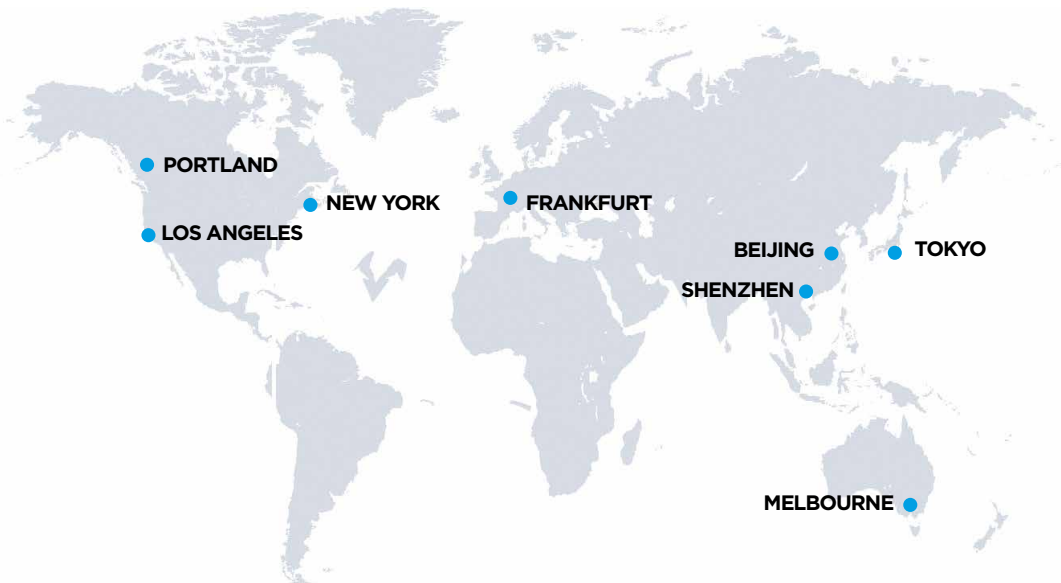 PORTLAND
NEW YORK
FRANKFURT
LOS ANGELES
BEIJING
TOKYO
SHENZHEN
MELBOURNE